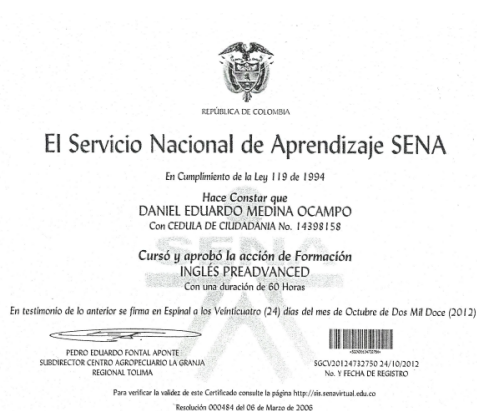 REPÚBLICA DE COLOMBIA
El Servicio Nacional de Aprendizaje SENA
En Cumplimiento de la Ley 119 de 1994
Hace Constar que
DANIEL EDUARDO MEDINA OCAMPO
Con CEDULA DE CIUDADANIA No. 14398158
SENA
Cursó y aprobó la acción de Formación
INGLÉS PREADVANCED
Con una duración de 60 Horas
En testimonio de lo anterior se firma en Espinal a los Veinticuatro (24) días del mes de Octubre de Dos Mil Doce (2012)
PEDRO EDUARDO FONTAL APONTE
SUBDIRECTOR CENTRO AGROPECUARIO LA GRANJA
REGIONAL TOLIMA
SGCV20124732750 24/10/2012
No. Y FECHA DE REGISTRO
Para verificar la validez de este Certificado consulte la página http://sis.senavirtual.edu.co
Resolución 000484 del 06 de Marzo de 2006